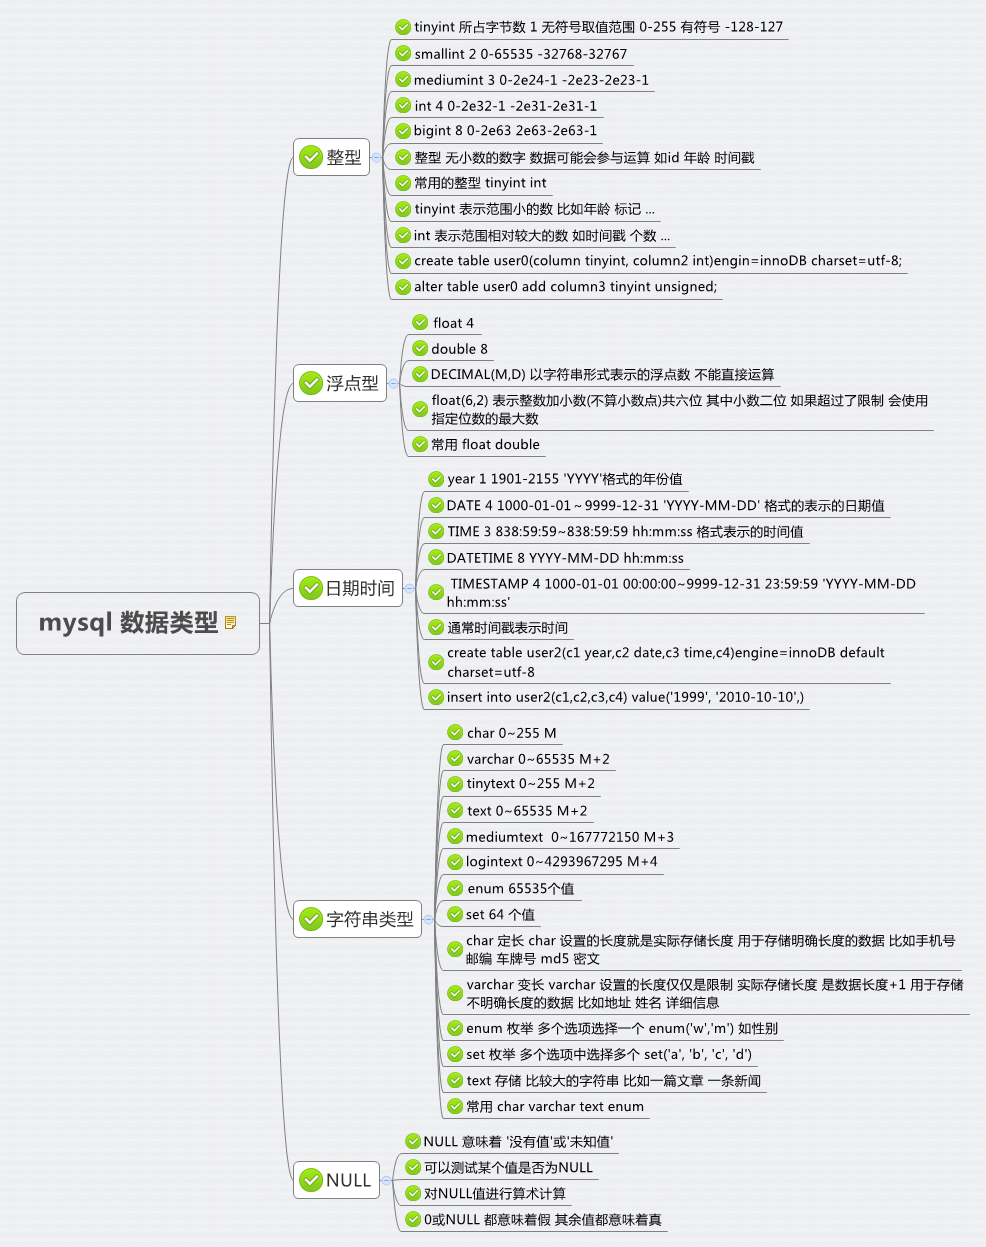 mysql 数据类型
整型
tinyint 所占字节数 1 无符号取值范围 0-255 有符号 -128-127
smallint 2 0-65535 -32768-32767
mediumint 3 0-2e24-1 -2e23-2e23-1
int 4 0-2e32-1 -2e31-2e31-1
bigint 8 0-2e63 2e63-2e63-1
整型 无小数的数字 数据可能会参与运算 如id 年龄 时间戳
常用的整型 tinyint int
tinyint 表示范围小的数 比如年龄 标记 ...
int 表示范围相对较大的数 如时间戳 个数 ...
create table user0(column tinyint, column2 int)engin=innoDB charset=utf-8;
alter table user0 add column3 tinyint unsigned;
浮点型
float 4
double 8
DECIMAL(M,D) 以字符串形式表示的浮点数 不能直接运算
float(6,2) 表示整数加小数(不算小数点)共六位 其中小数二位 如果超过了限制 会使用
指定位数的最大数
常用 float double
日期时间
year 1 1901-2155 'YYYY'格式的年份值
DATE 4 1000-01-01～9999-12-31 'YYYY-MM-DD' 格式的表示的日期值
TIME 3 838:59:59~838:59:59 hh:mm:ss 格式表示的时间值
DATETIME 8 YYYY-MM-DD hh:mm:ss
TIMESTAMP 4 1000-01-01 00:00:00~9999-12-31 23:59:59 'YYYY-MM-DD
hh:mm:ss'
通常时间戳表示时间
create table user2(c1 year,c2 date,c3 time,c4)engine=innoDB default
charset=utf-8
insert into user2(c1,c2,c3,c4) value('1999', '2010-10-10',)
字符串类型
char 0~255 M
varchar 0~65535 M+2
tinytext 0~255 M+2
text 0~65535 M+2
mediumtext  0~167772150 M+3
logintext 0~4293967295 M+4
enum 65535个值
set 64 个值
char 定长 char 设置的长度就是实际存储长度 用于存储明确长度的数据 比如手机号
邮编 车牌号 md5 密文
varchar 变长 varchar 设置的长度仅仅是限制 实际存储长度 是数据长度+1 用于存储
不明确长度的数据 比如地址 姓名 详细信息
enum 枚举 多个选项选择一个 enum('w','m') 如性别
set 枚举 多个选项中选择多个 set('a', 'b', 'c', 'd')
text 存储 比较大的字符串 比如一篇文章 一条新闻
常用 char varchar text enum
NULL
NULL 意味着 '没有值'或'未知值'
可以测试某个值是否为NULL
对NULL值进行算术计算
0或NULL 都意味着假 其余值都意味着真